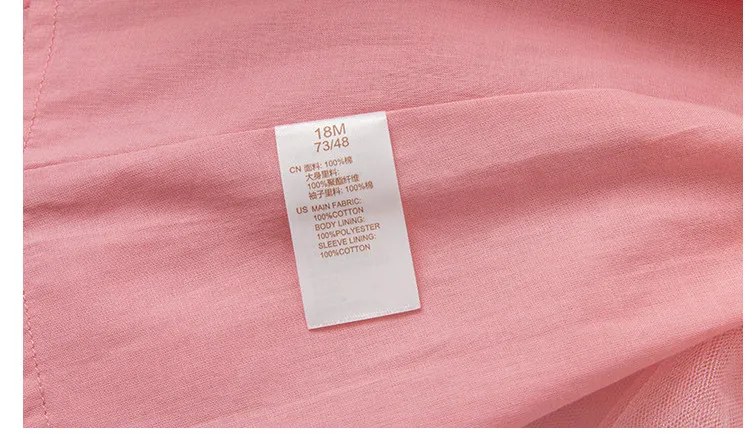 18M
73/48
CN 面料: 100%棉
大身里料:
100%聚酯纤维
袖子里料: 100%棉
US MAIN FABRIC:
100%COTTON
BODY LINING:
100%POLYESTER
SLEEVE LINING:
100%COTTON